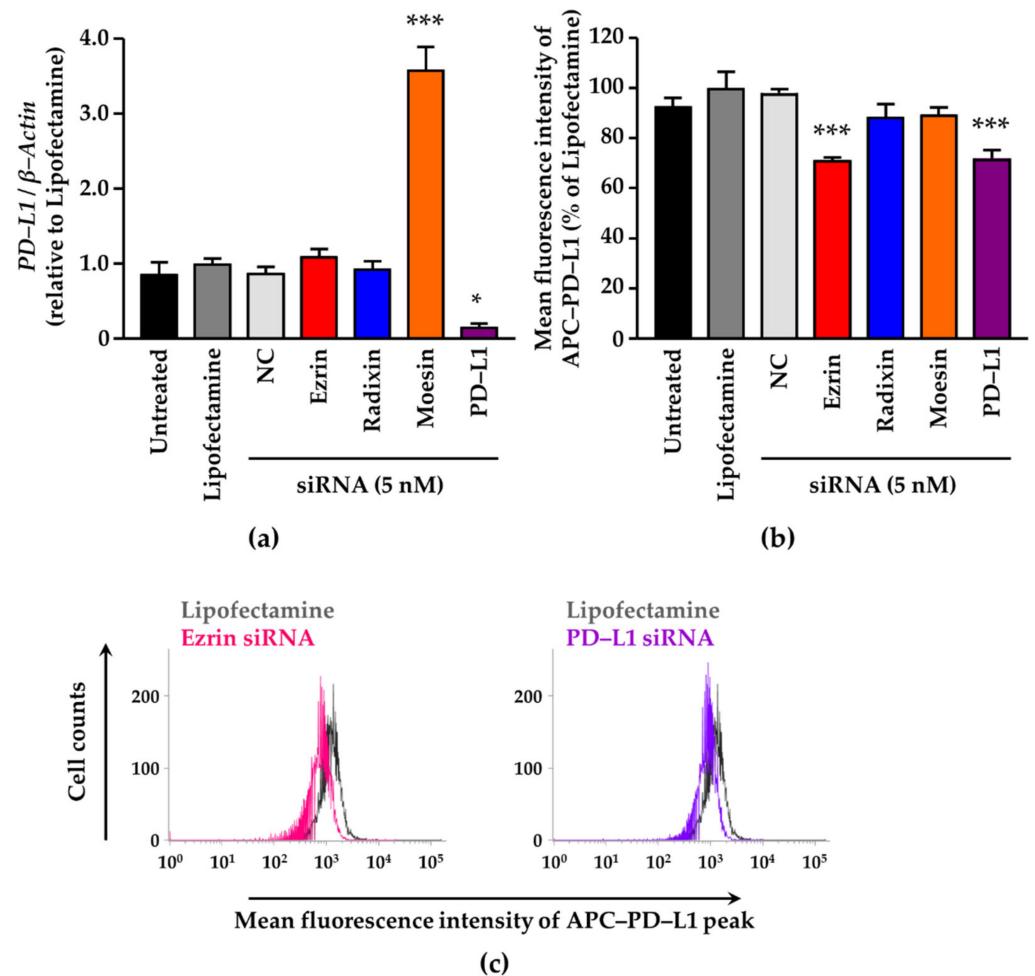 PD–L1 / β–Actin
(relative to Lipofectamine)
4.0
3.0
2.0
1.0
0
***
*
Untreated
Lipofectamine
NC
Ezrin
Radixin
Moesin
PD–L1
siRNA (5 nM)
(a)
Mean fluorescence intensity of
APC–PD–L1 (% of Lipofectamine)
120
100
80
60
40
20
0
***
***
Untreated
Lipofectamine
NC
Ezrin
Radixin
Moesin
PD–L1
siRNA (5 nM)
(b)
Lipofectamine
Ezrin siRNA
Cell counts
200
100
0
10⁰ 10¹ 10² 10³ 10⁴ 10⁵
Lipofectamine
PD–L1 siRNA
200
100
0
10⁰ 10¹ 10² 10³ 10⁴ 10⁵
Mean fluorescence intensity of APC–PD–L1 peak
(c)